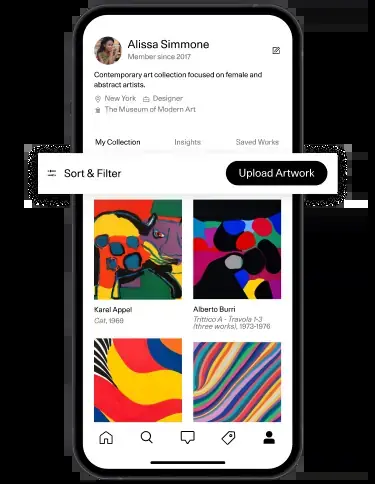 Alissa Simmone
Member since 2017
Contemporary art collection focused on female and
abstract artists.
New York Designer
The Museum of Modern Art
My Collection Insights Saved Works
Sort & Filter Upload Artwork
Karel Appel
Cat, 1969
Alberto Burri
Trittico A - Travola 1-3
(three works), 1973-1976